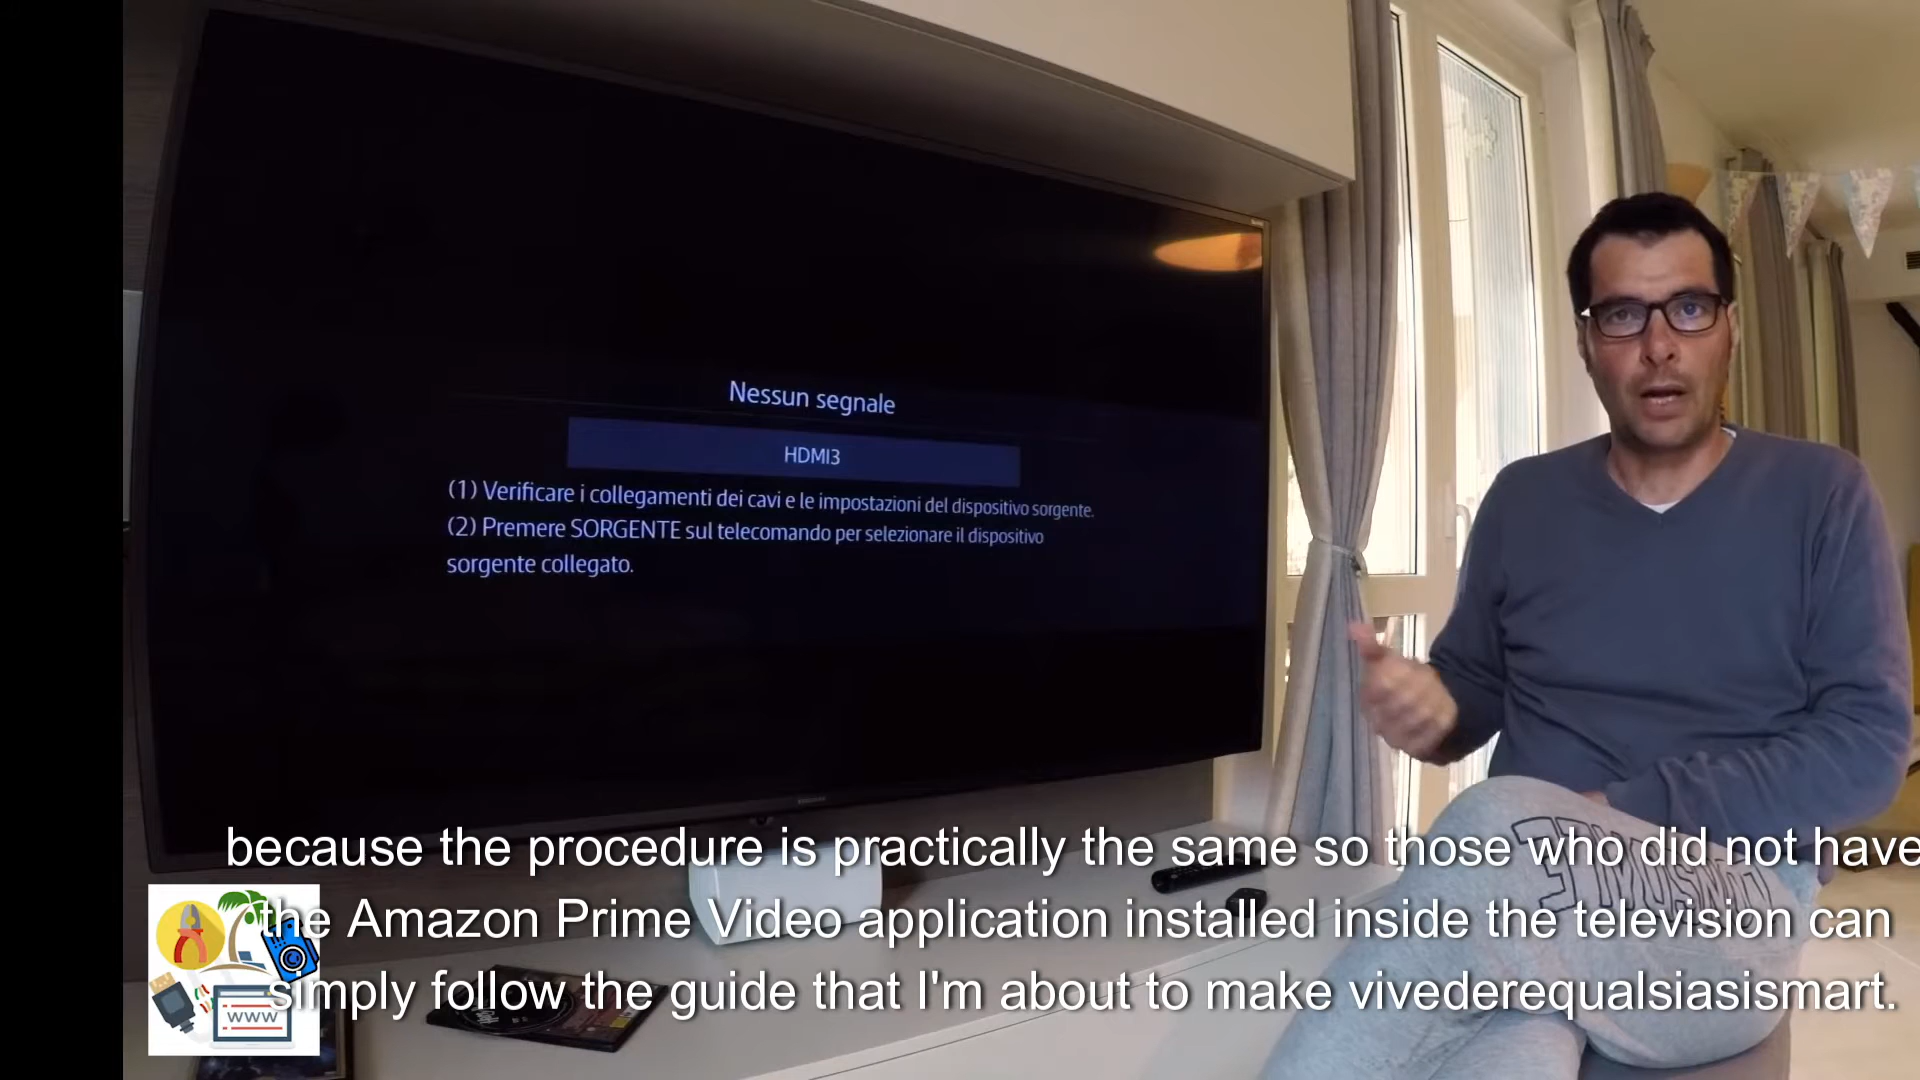 Nessun segnale
HDMI3
(1) Verificare i collegamenti dei cavi e le impostazioni del dispositivo sorgente.
(2) Premere SORGENTE sul telecomando per selezionare il dispositivo
sorgente collegato.
because the procedure is practically the same so those who did not have
the Amazon Prime Video application installed inside the television can
simply follow the guide that I'm about to make vivederequalsiasismart.
www